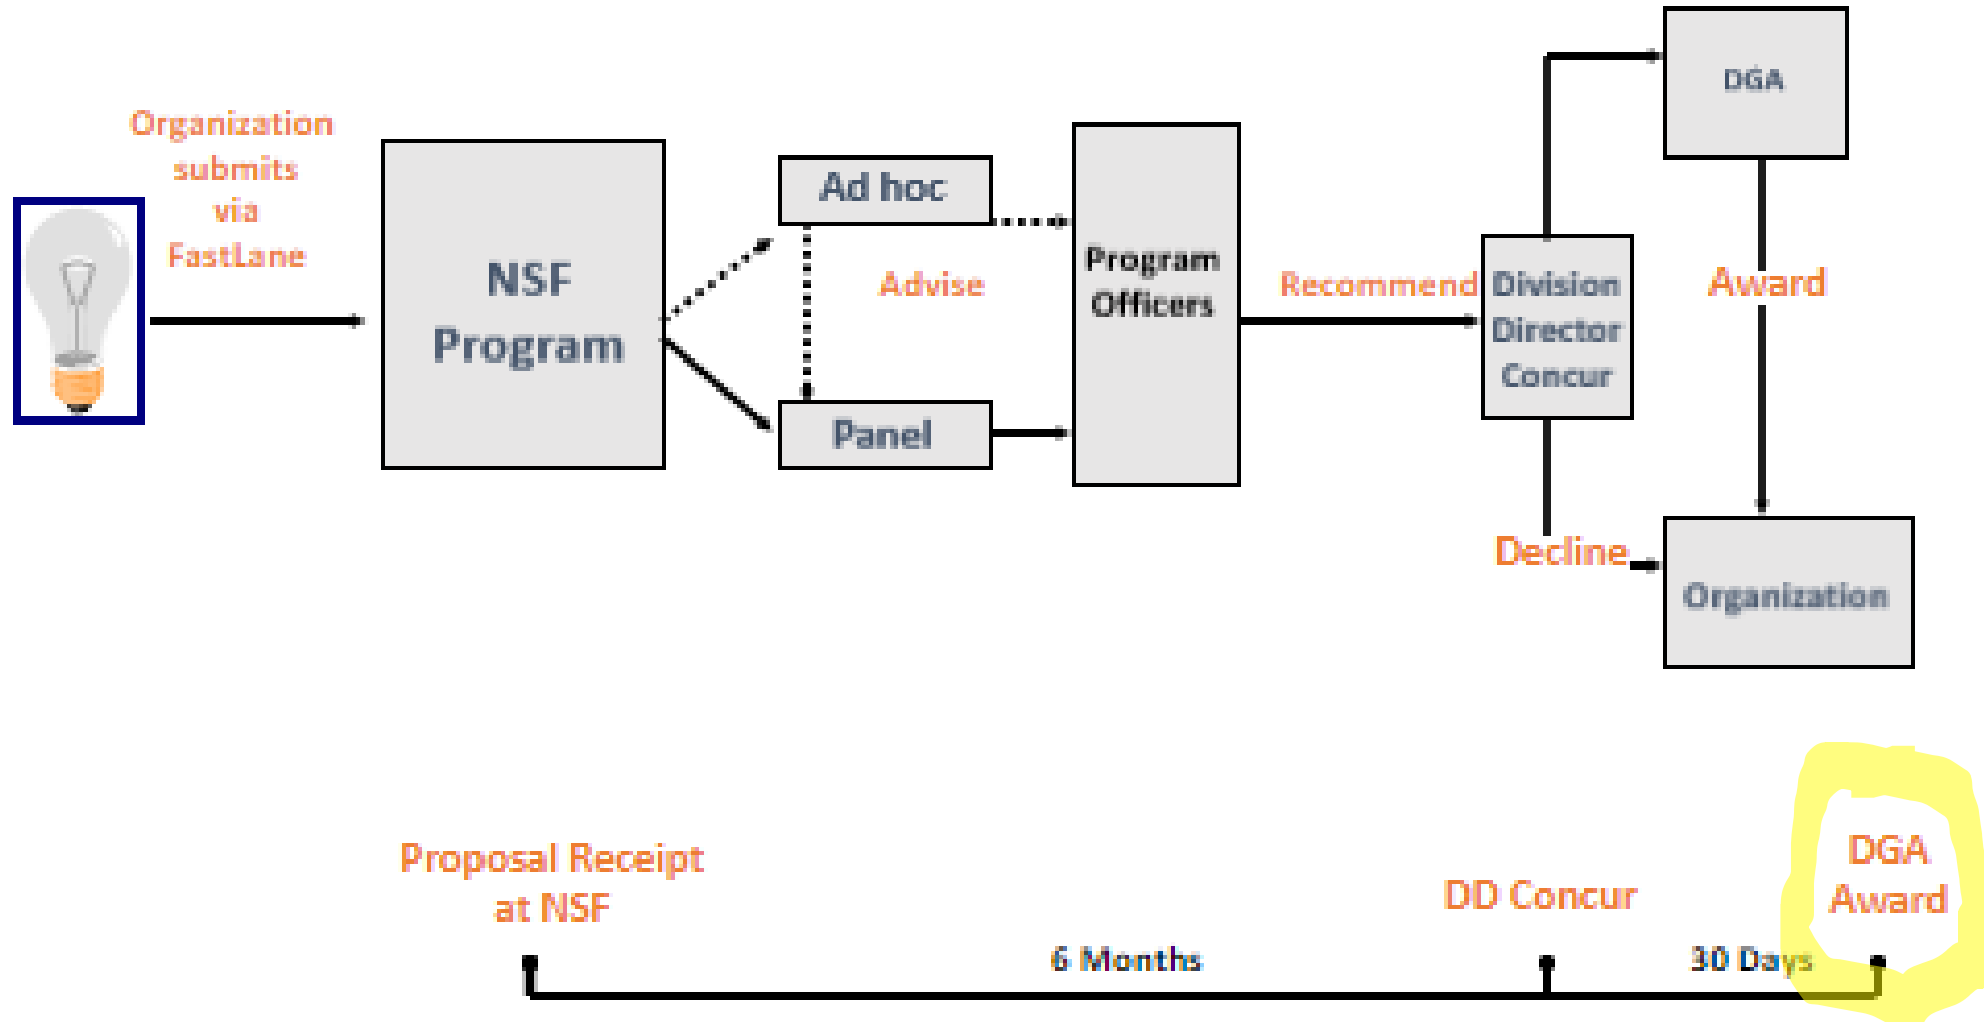 Organization
submits
via
FastLane
NSF
Program
Ad hoc
Advise
Panel
Program
Officers
Recommend
Division
Director
Concur
DGA
Award
Decline
Organization
Proposal Receipt
at NSF
6 Months
DD Concur
30 Days
DGA
Award